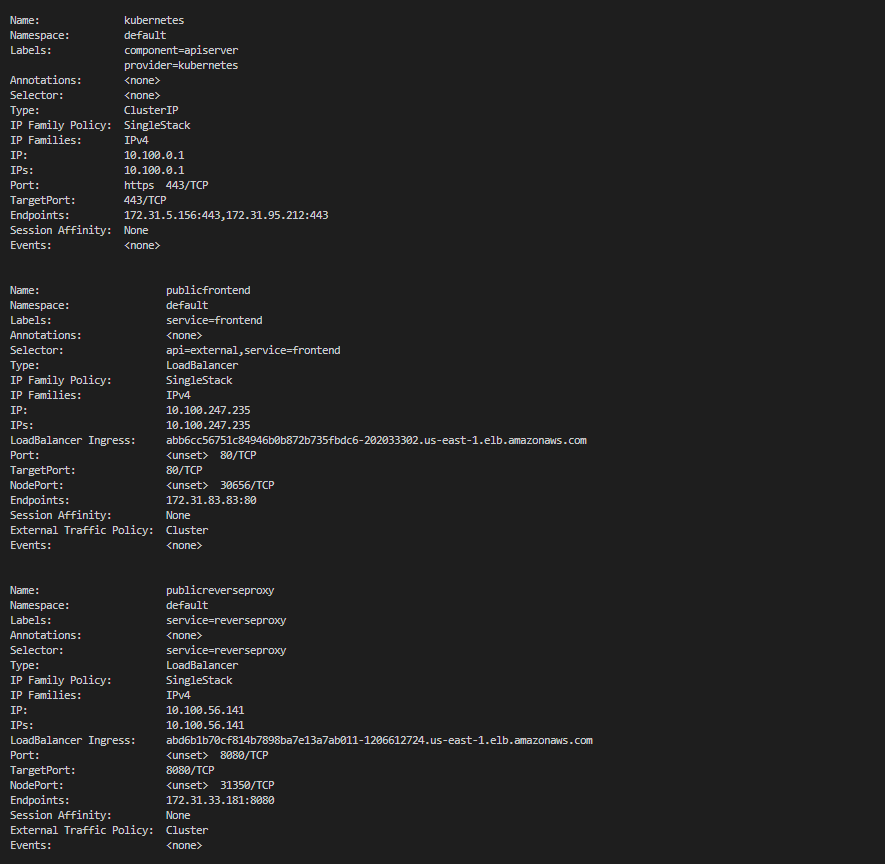 Name:              kubernetes
Namespace:         default
Labels:            component=apiserver
                   provider=kubernetes
Annotations:       <none>
Selector:          <none>
Type:              ClusterIP
IP Family Policy:  SingleStack
IP Families:       IPv4
IP:                10.100.0.1
IPs:               10.100.0.1
Port:              https  443/TCP
TargetPort:        443/TCP
Endpoints:         172.31.5.156:443,172.31.95.212:443
Session Affinity:  None
Events:            <none>

Name:                     publicfrontend
Namespace:                default
Labels:                   service=frontend
Annotations:              <none>
Selector:                 api=external,service=frontend
Type:                     LoadBalancer
IP Family Policy:         SingleStack
IP Families:              IPv4
IP:                       10.100.247.235
IPs:                      10.100.247.235
LoadBalancer Ingress:     abb6cc56751c84946b0b872b735fbdc6-202033302.us-east-1.elb.amazonaws.com
Port:                     <unset>  80/TCP
TargetPort:               80/TCP
NodePort:                 <unset>  30656/TCP
Endpoints:                172.31.83.83:80
Session Affinity:         None
External Traffic Policy:  Cluster
Events:                   <none>

Name:                     publicreverseproxy
Namespace:                default
Labels:                   service=reverseproxy
Annotations:              <none>
Selector:                 service=reverseproxy
Type:                     LoadBalancer
IP Family Policy:         SingleStack
IP Families:              IPv4
IP:                       10.100.56.141
IPs:                      10.100.56.141
LoadBalancer Ingress:     abd6b1b70cf814b7898ba7e13a7ab011-1206612724.us-east-1.elb.amazonaws.com
Port:                     <unset>  8080/TCP
TargetPort:               8080/TCP
NodePort:                 <unset>  31350/TCP
Endpoints:                172.31.33.181:8080
Session Affinity:         None
External Traffic Policy:  Cluster
Events:                   <none>